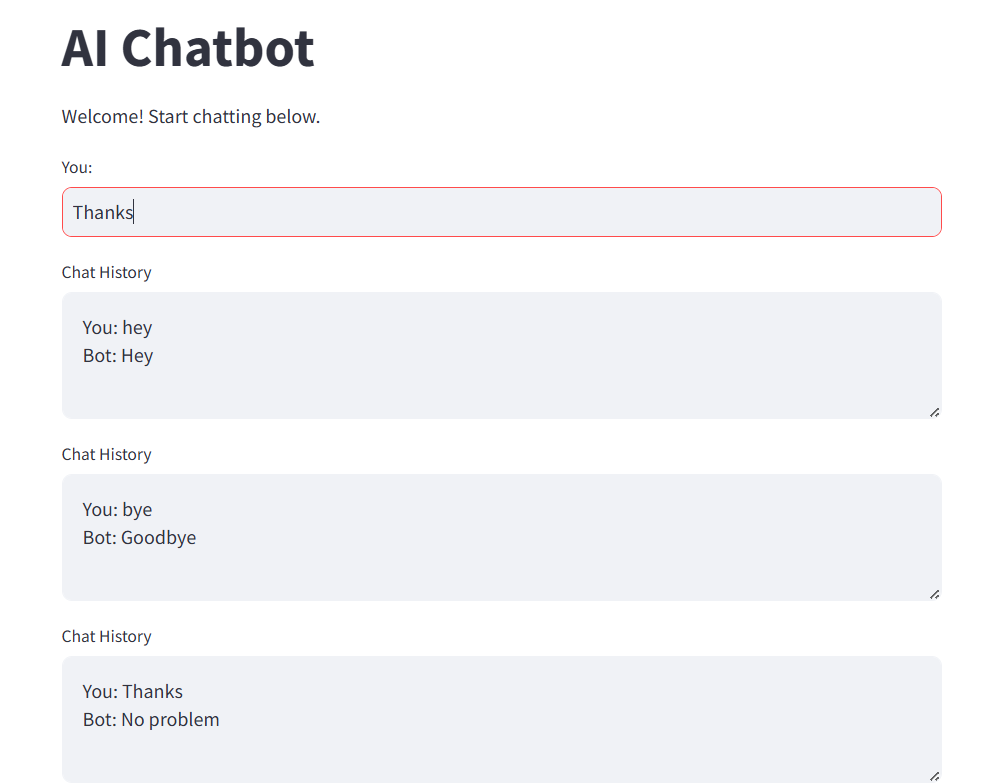 AI Chatbot
Welcome! Start chatting below.
You:
Thanks
Chat History
You: hey
Bot: Hey
Chat History
You: bye
Bot: Goodbye
Chat History
You: Thanks
Bot: No problem